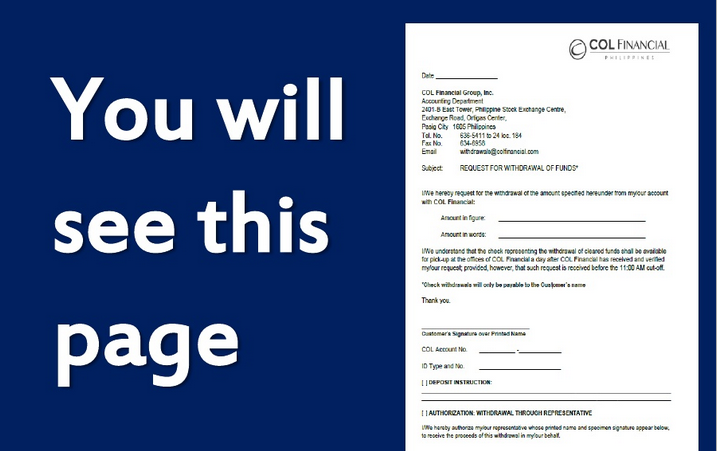 You will
see this
page
COL FINANCIAL
PHILIPPINES
Date
COL Financial Group, Inc.
Accounting Department
2401-B East Tower, Philippine Stock Exchange Centre,
Exchange Road, Ortigas Center,
Pasig City 1605 Philippines
Tel. No. 636-5411 to 24 loc. 184
Fax No. 634-6958
Email withdrawals@colfinancial.com
Subject: REQUEST FOR WITHDRAWAL OF FUNDS*
I/We hereby request for the withdrawal of the amount specified hereunder from my/our account
with COL Financial:
Amount in figure:
Amount in words:
I/We understand that the check representing the withdrawal of cleared funds shall be available
for pick-up at the offices of COL Financial a day after COL Financial has received and verified
my/our request; provided, however, that such request is received before the 11:00 AM cut-off.
*Check withdrawals will only be payable to the Customer's name
Thank you.
Customer's Signature over Printed Name
COL Account No. -
ID Type and No.
[ ] DEPOSIT INSTRUCTION:
[ ] AUTHORIZATION: WITHDRAWAL THROUGH REPRESENTATIVE
I/We hereby authorize my/our representative whose printed name and specimen signature appear below,
to receive the proceeds of this withdrawal in my/our behalf.